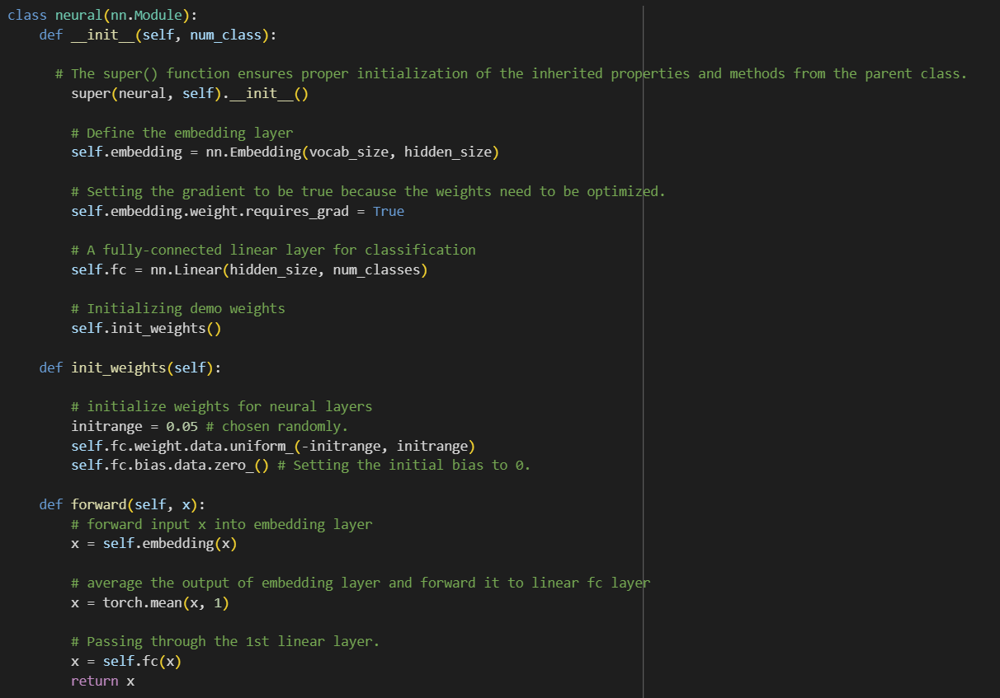 class neural(nn.Module):
    def __init__(self, num_class):
      # The super() function ensures proper initialization of the inherited properties and methods from the parent class.
        super(neural, self).__init__()
        # Define the embedding layer
        self.embedding = nn.Embedding(vocab_size, hidden_size)
        # Setting the gradient to be true because the weights need to be optimized.
        self.embedding.weight.requires_grad = True
        # A fully-connected linear layer for classification
        self.fc = nn.Linear(hidden_size, num_classes)
        # Initializing demo weights
        self.init_weights()
    def init_weights(self):
        # initialize weights for neural layers
        initrange = 0.05 # chosen randomly.
        self.fc.weight.data.uniform_(-initrange, initrange)
        self.fc.bias.data.zero_() # Setting the initial bias to 0.
    def forward(self, x):
        # forward input x into embedding layer
        x = self.embedding(x)
        # average the output of embedding layer and forward it to linear fc layer
        x = torch.mean(x, 1)
        # Passing through the 1st linear layer.
        x = self.fc(x)
        return x